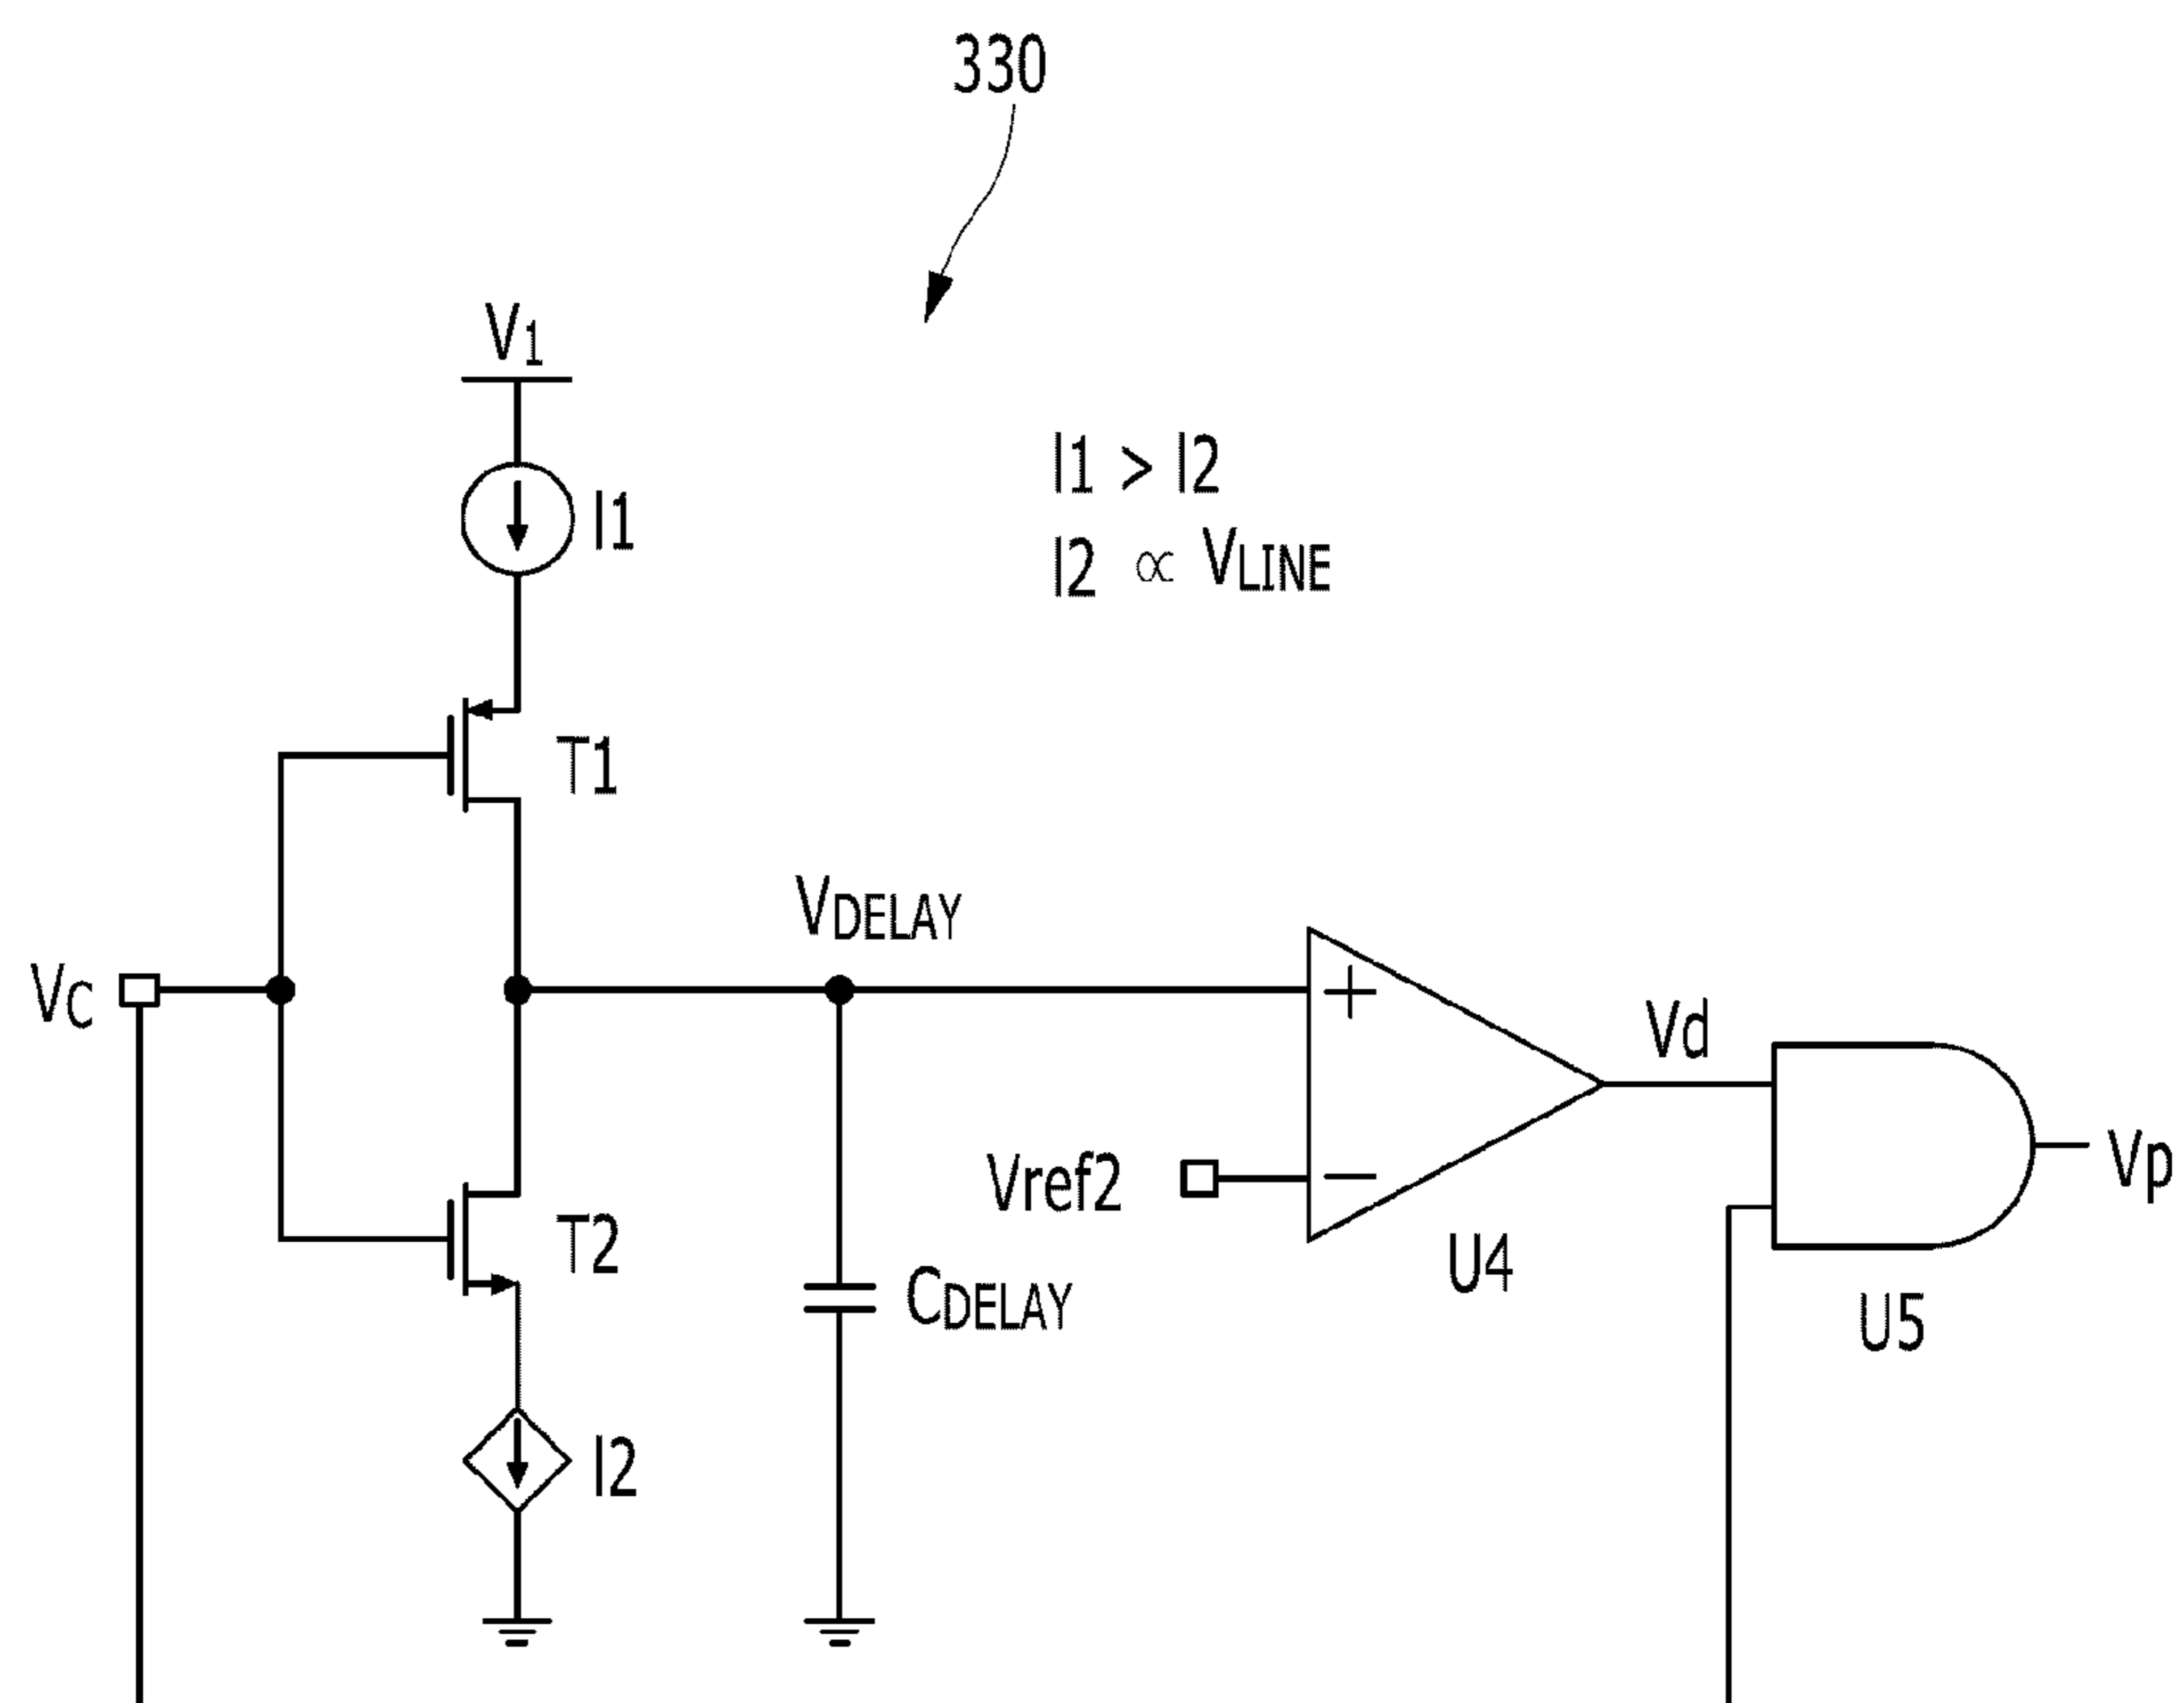 330
V1
I1
I1 > I2
I2 ∝ VLINE
T1
VDELAY
VC
+
Vd
Vp
Vref2
−
T2
U4
CDELAY
U5
I2